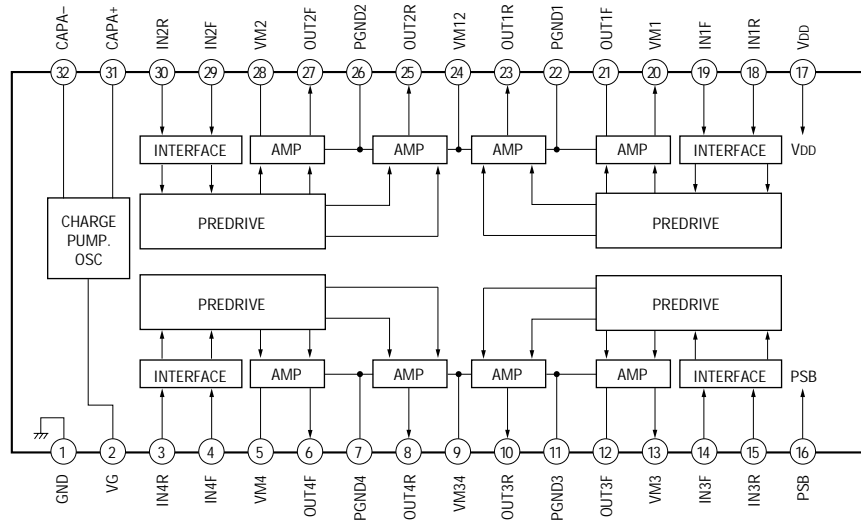 CAPA−
CAPA+
IN2R
IN2F
VM2
OUT2F
PGND2
OUT2R
VM12
OUT1R
PGND1
OUT1F
VM1
IN1F
IN1R
VDD
32
31
30
29
28
27
26
25
24
23
22
21
20
19
18
17
INTERFACE
AMP
AMP
AMP
AMP
INTERFACE
VDD
PREDRIVE
PREDRIVE
CHARGE
PUMP.
OSC
PREDRIVE
PREDRIVE
INTERFACE
AMP
AMP
AMP
AMP
INTERFACE
PSB
1
2
3
4
5
6
7
8
9
10
11
12
13
14
15
16
GND
VG
IN4R
IN4F
VM4
OUT4F
PGND4
OUT4R
VM34
OUT3R
PGND3
OUT3F
VM3
IN3F
IN3R
PSB